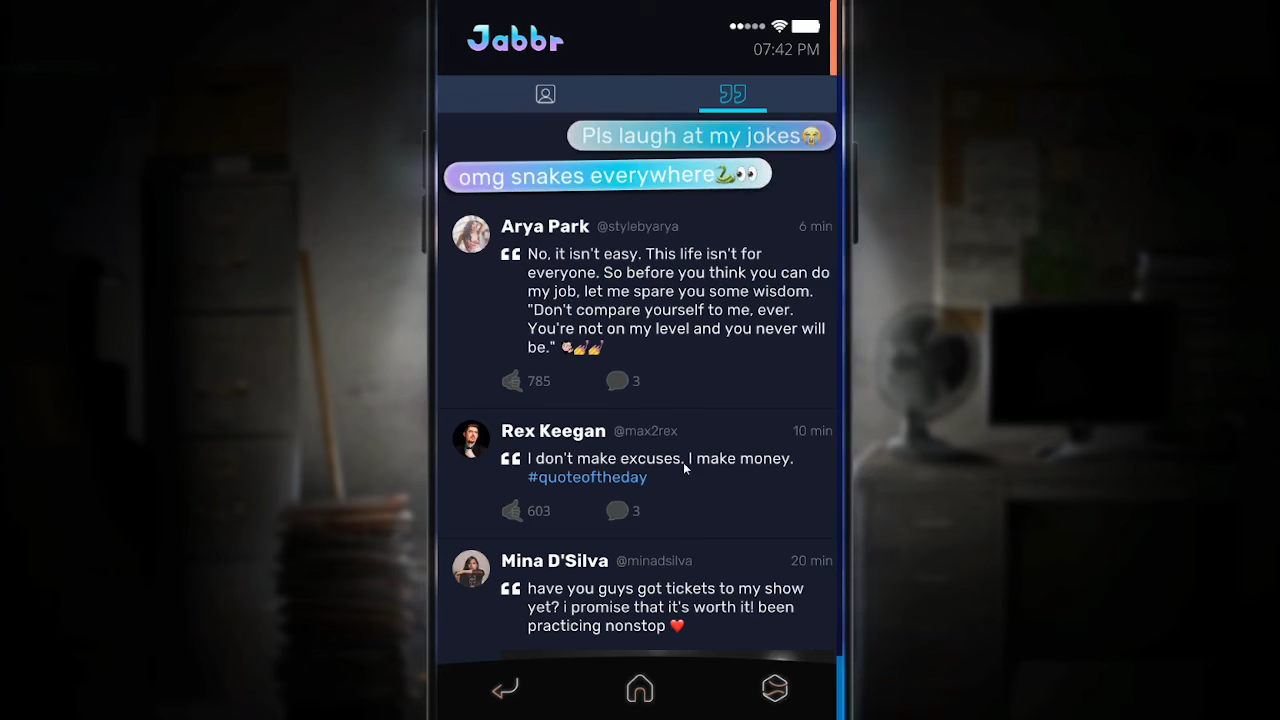 Jabbr
07:42 PM
Pls laugh at my jokes😭
omg snakes everywhere🐍👀
Arya Park @stylebyarya 6 min
No, it isn't easy. This life isn't for
everyone. So before you think you can do
my job, let me spare you some wisdom.
"Don't compare yourself to me, ever.
You're not on my level and you never will
be." 💇🏻💅💅
785 3
Rex Keegan @max2rex 10 min
I don't make excuses. I make money.
#quoteoftheday
603 3
Mina D'Silva @minadsilva 20 min
have you guys got tickets to my show
yet? i promise that it's worth it! been
practicing nonstop ❤️